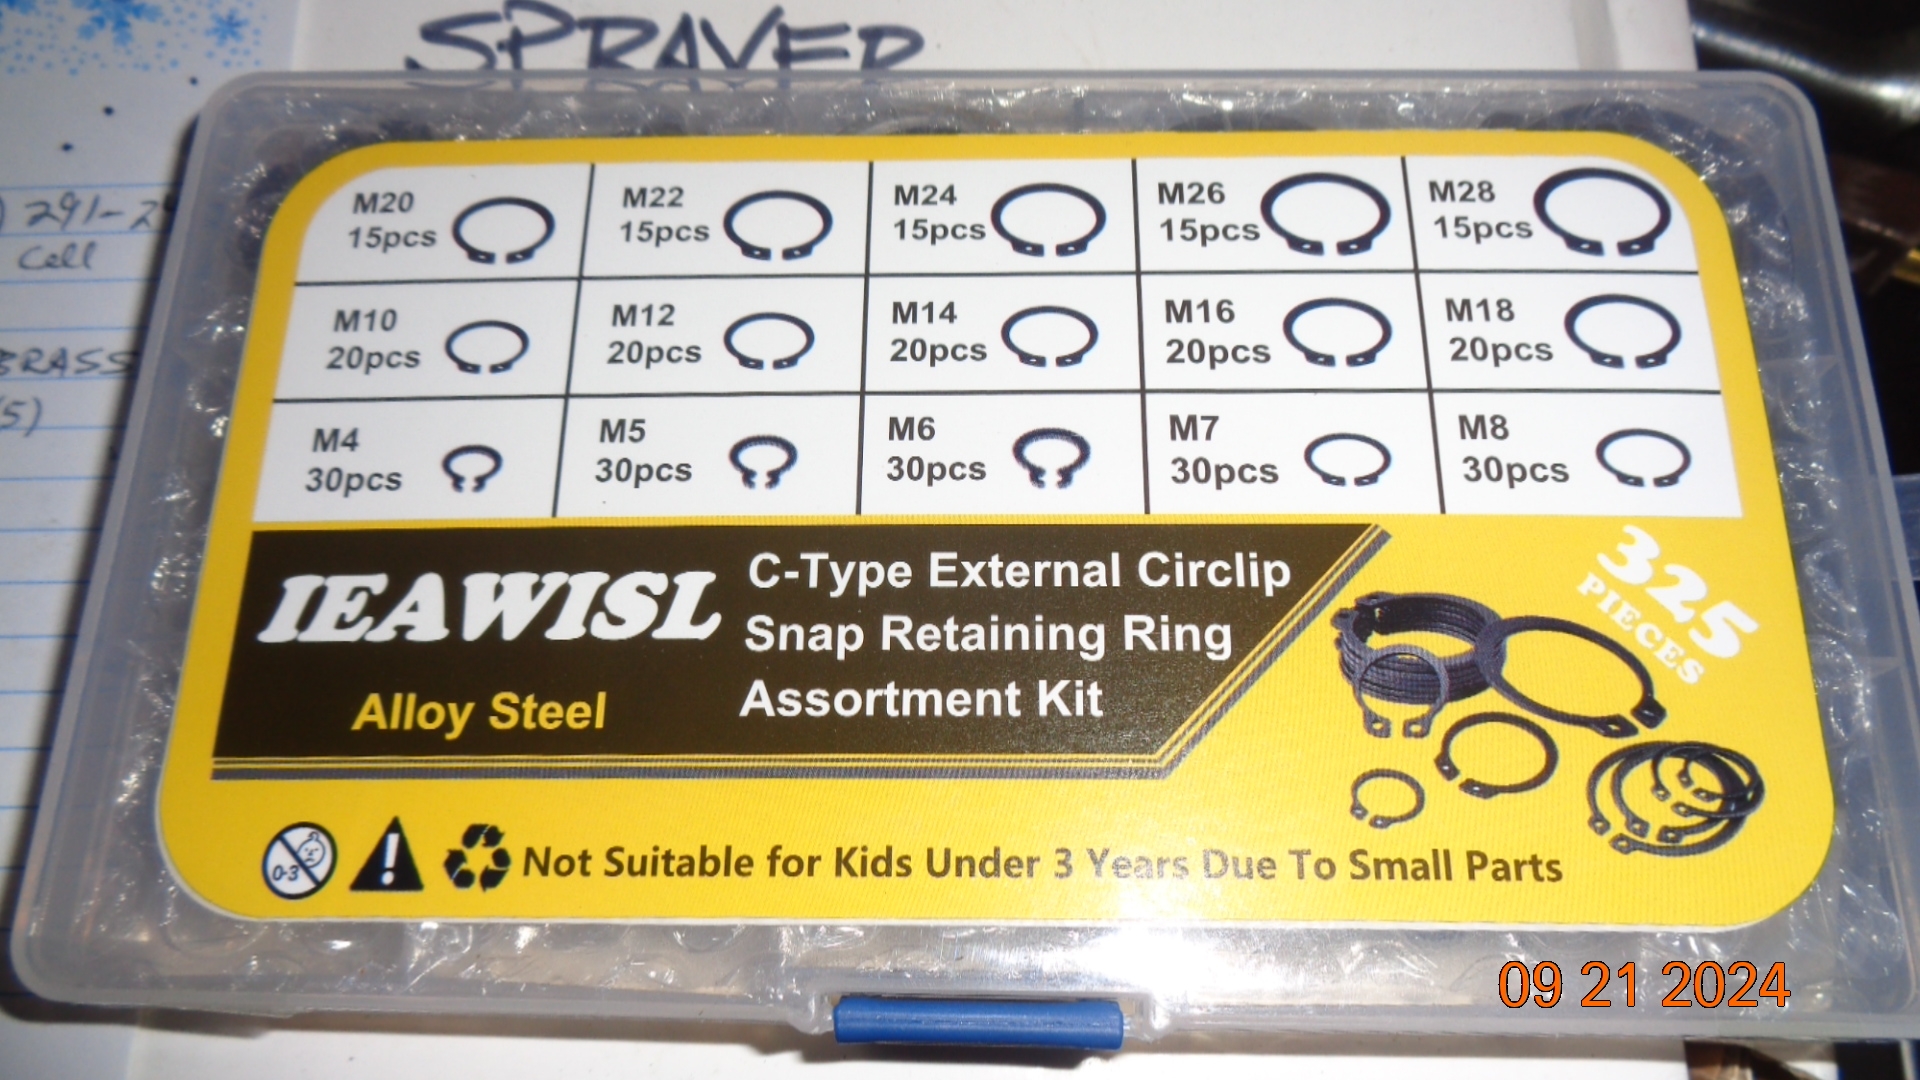 SPRAYER
291-2
Cell
BRASS
5)
M20
15pcs
M22
15pcs
M24
15pcs
M26
15pcs
M28
15pcs
M10
20pcs
M12
20pcs
M14
20pcs
M16
20pcs
M18
20pcs
M4
30pcs
M5
30pcs
M6
30pcs
M7
30pcs
M8
30pcs
IEAWISL
Alloy Steel
C-Type External Circlip
Snap Retaining Ring
Assortment Kit
325
PIECES
0-3
Not Suitable for Kids Under 3 Years Due To Small Parts
09 21 2024